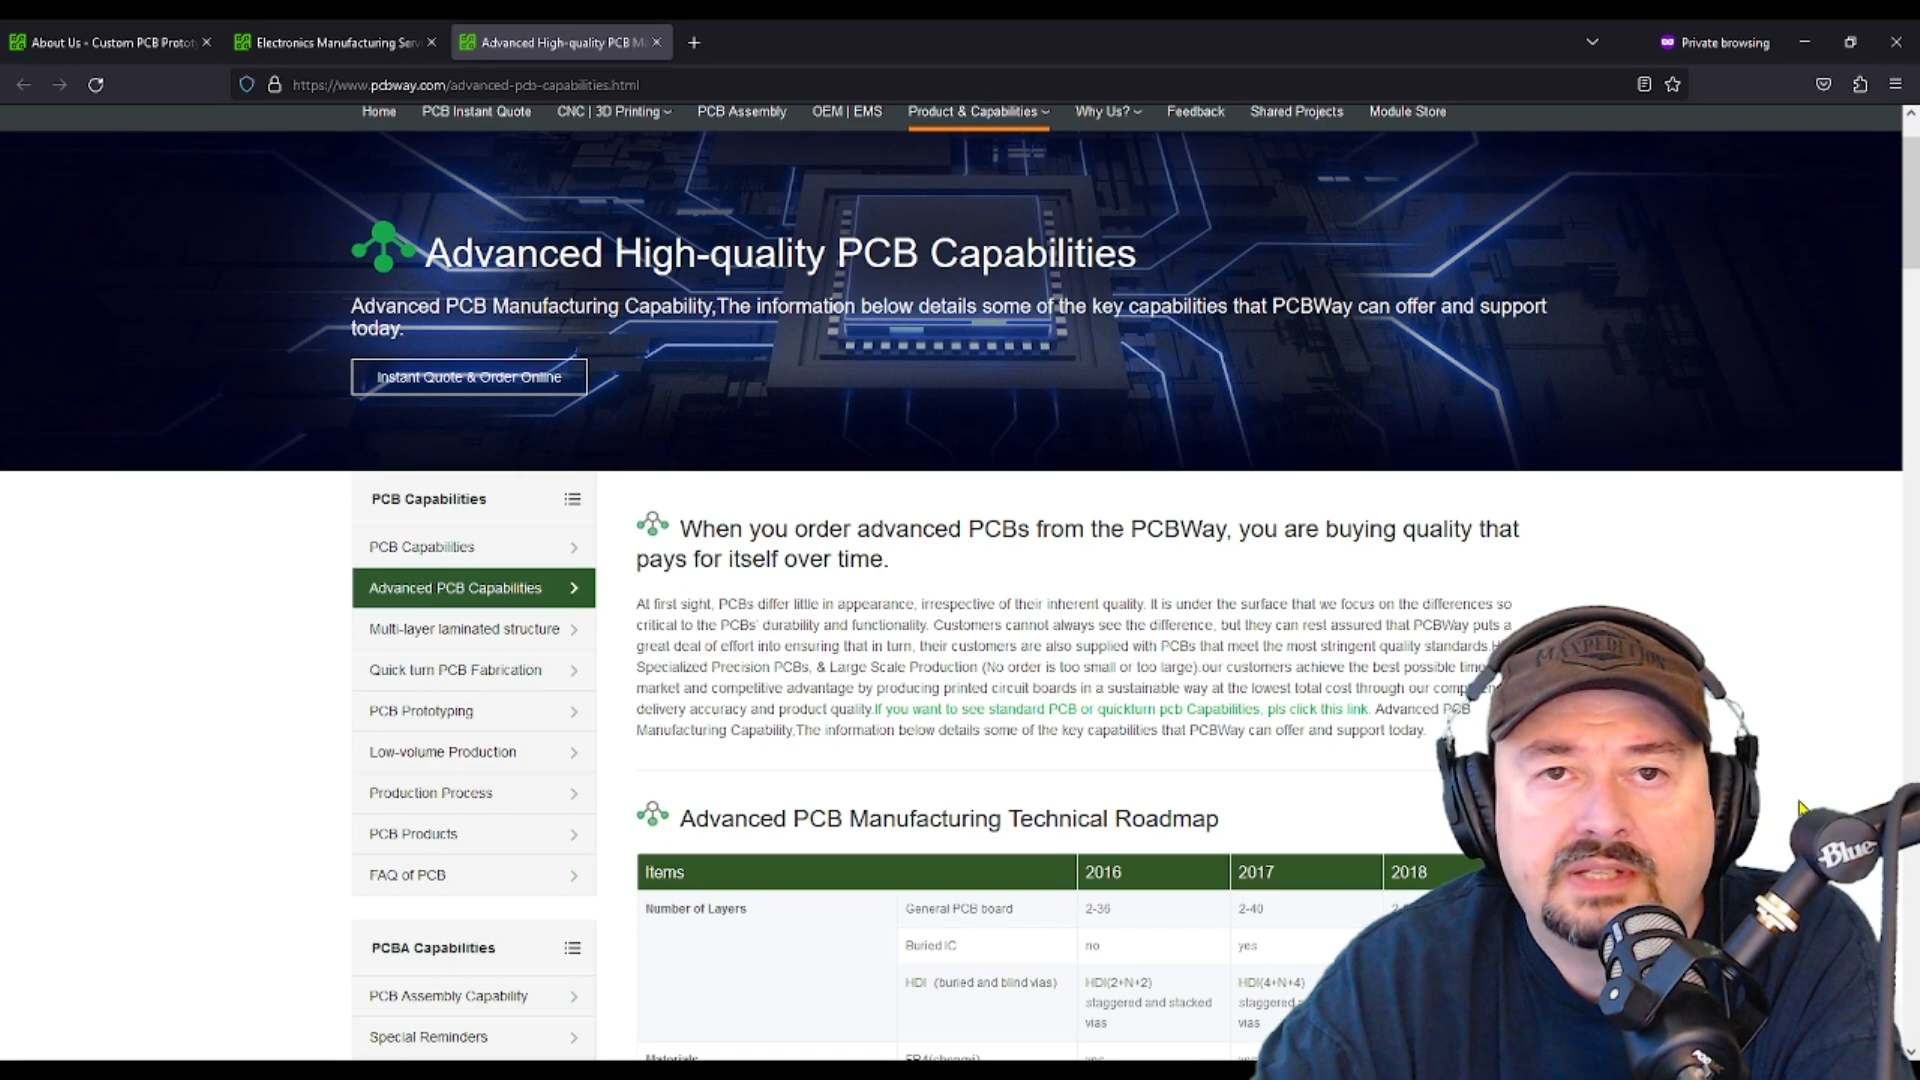 About Us - Custom PCB Protot
Electronics Manufacturing Serv
Advanced High-quality PCB M
Private browsing
https://www.pcbway.com/advanced-pcb-capabilities.html
Home PCB Instant Quote CNC | 3D Printing PCB Assembly OEM | EMS Product & Capabilities Why Us? Feedback Shared Projects Module Store
Advanced High-quality PCB Capabilities
Advanced PCB Manufacturing Capability,The information below details some of the key capabilities that PCBWay can offer and support
today.
Instant Quote & Order Online
PCB Capabilities
PCB Capabilities
Advanced PCB Capabilities
Multi-layer laminated structure
Quick turn PCB Fabrication
PCB Prototyping
Low-volume Production
Production Process
PCB Products
FAQ of PCB
PCBA Capabilities
PCB Assembly Capability
Special Reminders
When you order advanced PCBs from the PCBWay, you are buying quality that
pays for itself over time.
At first sight, PCBs differ little in appearance, irrespective of their inherent quality. It is under the surface that we focus on the differences so
critical to the PCBs' durability and functionality. Customers cannot always see the difference, but they can rest assured that PCBWay puts a
great deal of effort into ensuring that in turn, their customers are also supplied with PCBs that meet the most stringent quality standards.
Specialized Precision PCBs, & Large Scale Production (No order is too small or too large).our customers achieve the best possible time
market and competitive advantage by producing printed circuit boards in a sustainable way at the lowest total cost through our
delivery accuracy and product quality.If you want to see standard PCB or quickturn pcb Capabilities, pls click this link. Advanced PCB
Manufacturing Capability,The information below details some of the key capabilities that PCBWay can offer and support today.
Advanced PCB Manufacturing Technical Roadmap
Items 2016 2017 2018
Number of Layers General PCB board 2-36 2-40
Buried IC no yes
HDI (buried and blind vias) HDI(2+N+2) HDI(4+N+4)
staggered and stacked staggered
vias vias
MAXPEDITION
Blue